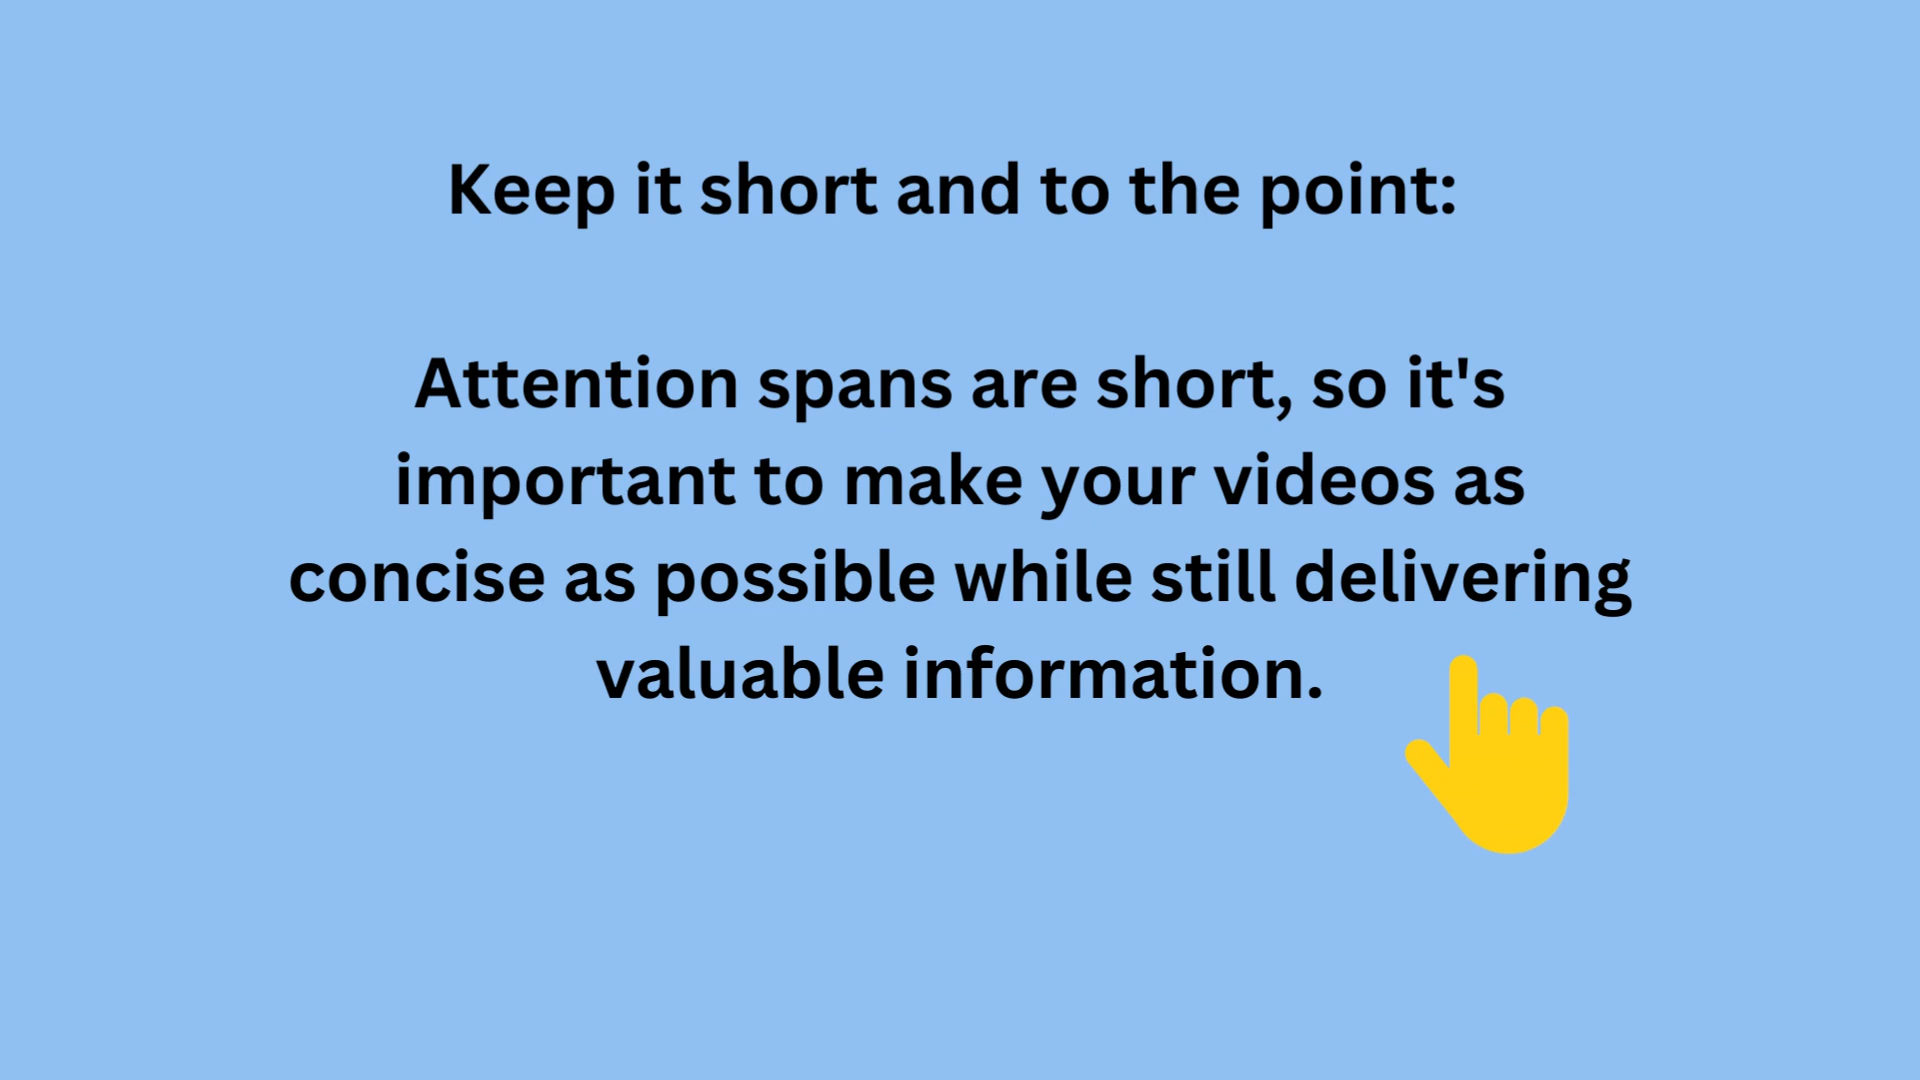 Keep it short and to the point:
Attention spans are short, so it's
important to make your videos as
concise as possible while still delivering
valuable information.